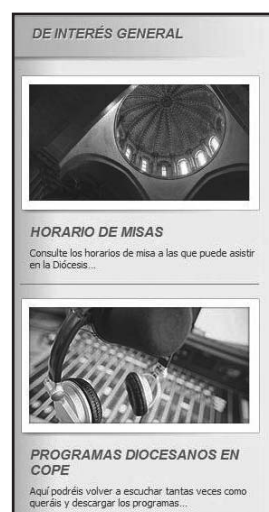 DE INTERÉS GENERAL
HORARIO DE MISAS
Consulte los horarios de misa a las que puede asistir
en la Diócesis...
PROGRAMAS DIOCESANOS EN
COPE
Aquí podréis volver a escuchar tantas veces como
queráis y descargar los programas...